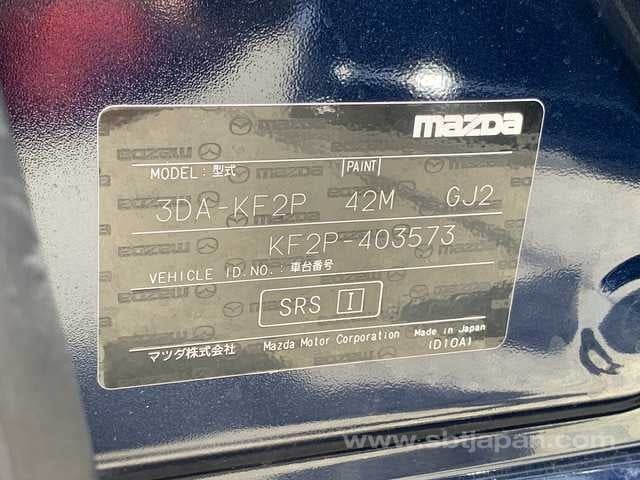 mazda
MODEL：型式 PAINT
3DA-KF2P 42M GJ2
KF2P-403573
VEHICLE ID.NO.：車台番号
SRS I
マツダ株式会社 Mazda Motor Corporation Made in Japan
(D10A)
www.sbtjapan.com